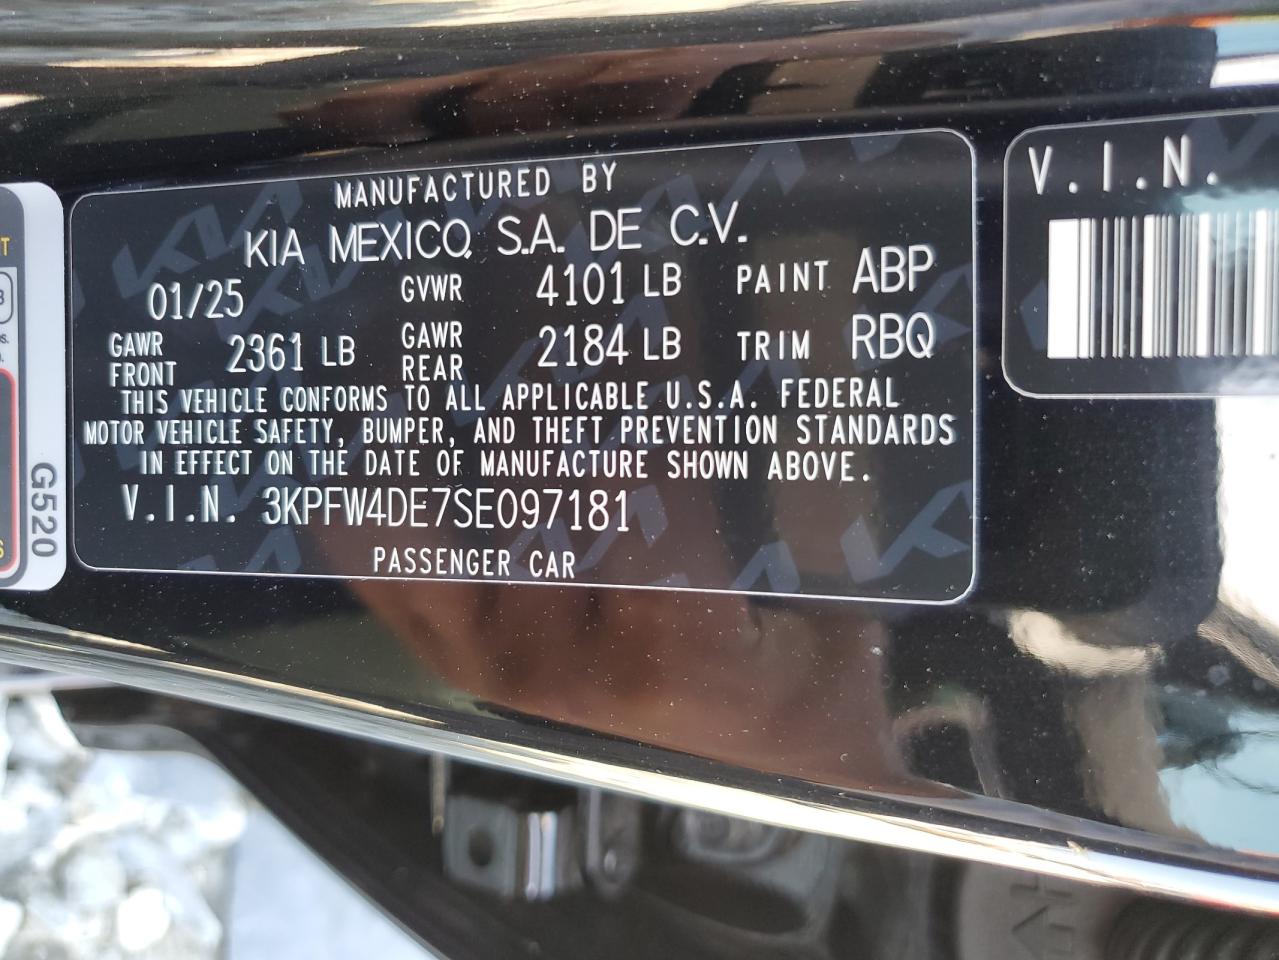 MANUFACTURED BY
KIA MEXICO, S.A. DE C.V.
01/25 GVWR 4101 LB PAINT ABP
GAWR FRONT 2361 LB GAWR REAR 2184 LB TRIM RBQ
THIS VEHICLE CONFORMS TO ALL APPLICABLE U.S.A. FEDERAL
MOTOR VEHICLE SAFETY, BUMPER, AND THEFT PREVENTION STANDARDS
IN EFFECT ON THE DATE OF MANUFACTURE SHOWN ABOVE.
V.I.N. 3KPFW4DE7SE097181
PASSENGER CAR
V.I.N.
G520